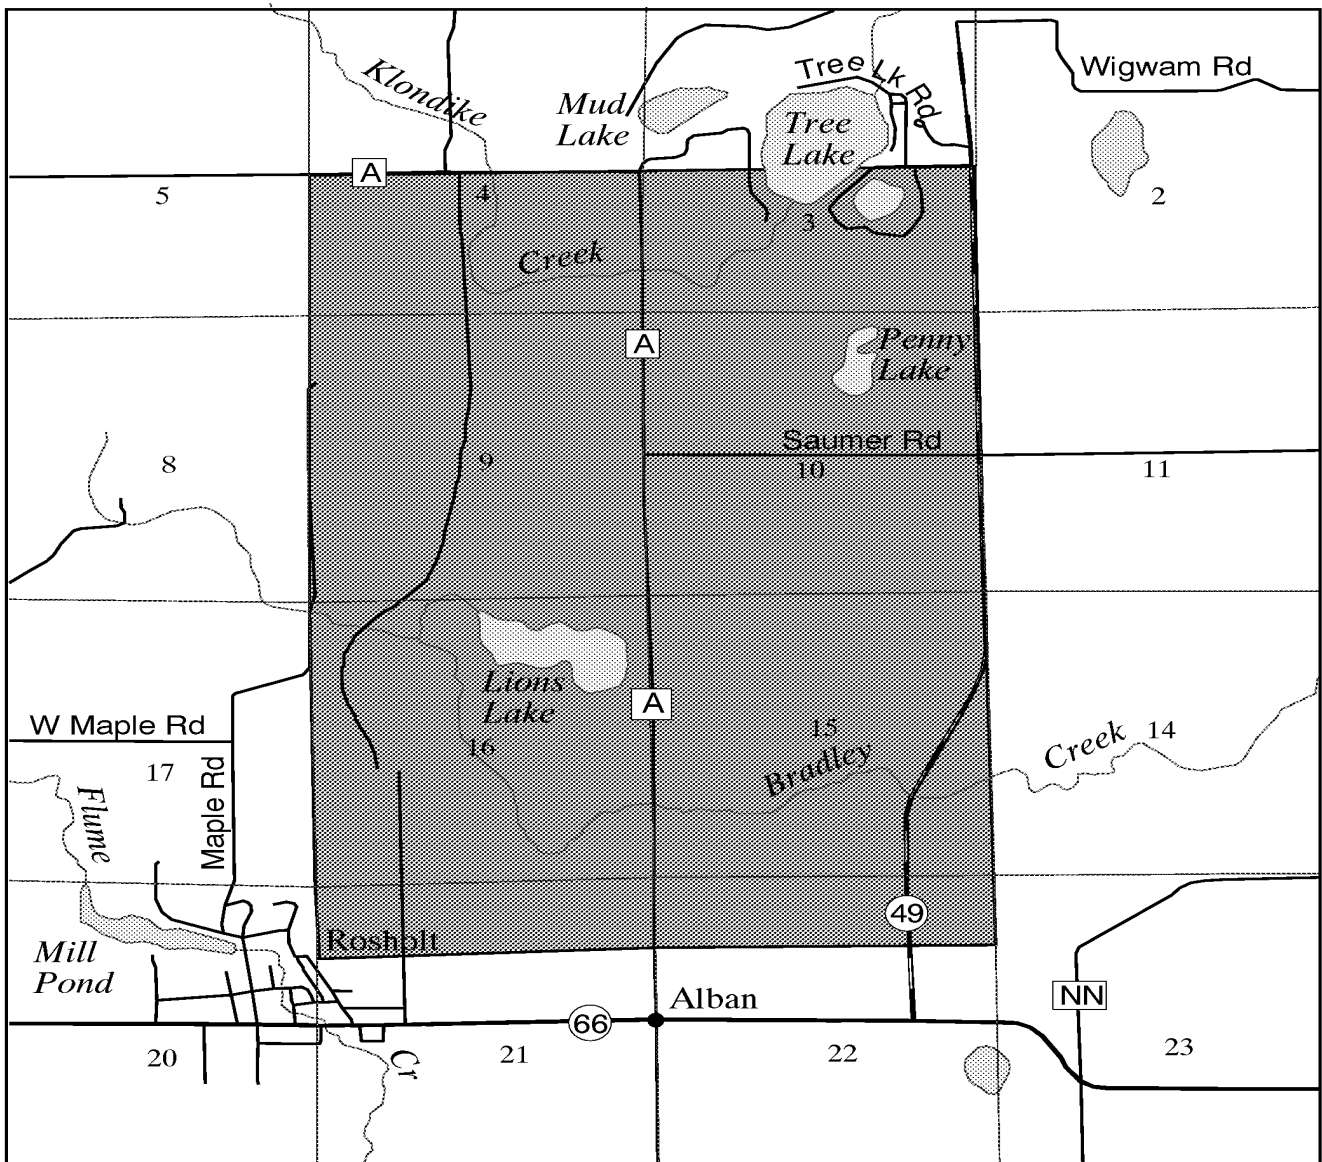 Klondike
Mud
Lake
Tree Lk Rd
Tree
Lake
Wigwam Rd
A
5
4
3
2
Creek
A
Penny
Lake
Saumer Rd
8
9
10
11
Lions
Lake
A
W Maple Rd
17
Maple Rd
16
15
Bradley
Creek
14
Flume
49
Rosholt
Mill
Pond
Alban
NN
66
20
Cr
21
22
23